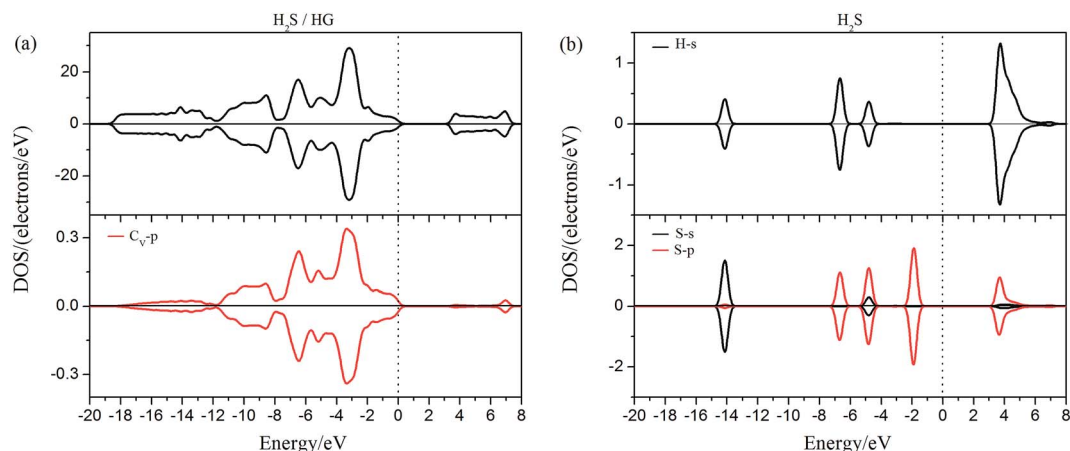 (a)
H₂S / HG
DOS/(electrons/eV)
20
0
-20
C_V-p
0.3
0.0
-0.3
-20 -18 -16 -14 -12 -10 -8 -6 -4 -2 0 2 4 6 8
Energy/eV
(b)
H₂S
DOS/(electrons/eV)
H-s
1
0
-1
S-s
S-p
2
0
-2
-20 -18 -16 -14 -12 -10 -8 -6 -4 -2 0 2 4 6 8
Energy/eV